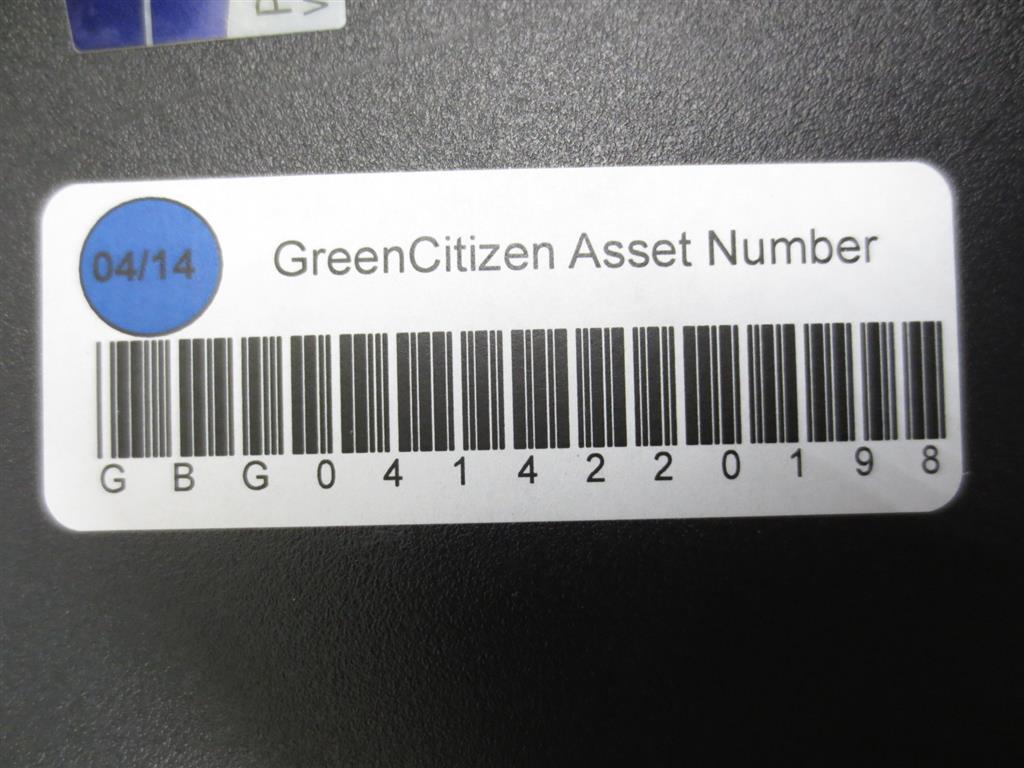 04/14
GreenCitizen Asset Number
GBG0414220198